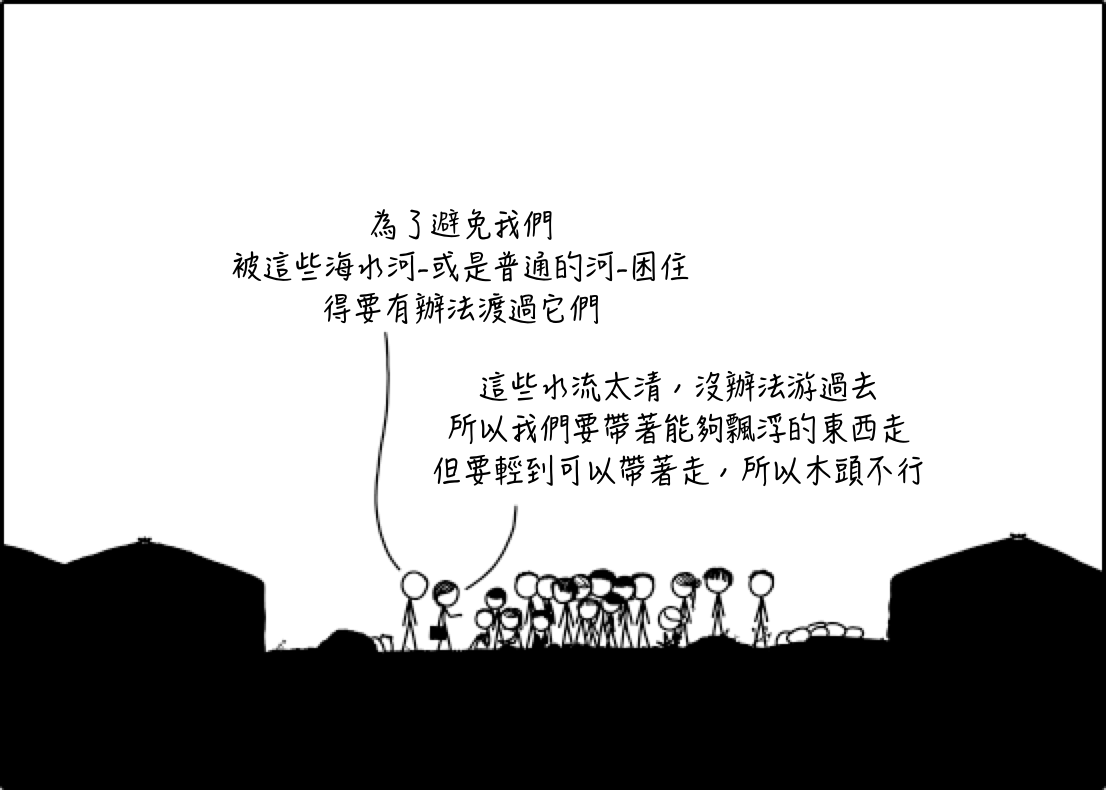 為了避免我們
被這些海水河-或是普通的河-困住
得要有辦法渡過它們
這些水流太清，沒辦法游過去
所以我們要帶著能夠飄浮的東西走
但要輕到可以帶著走，所以木頭不行